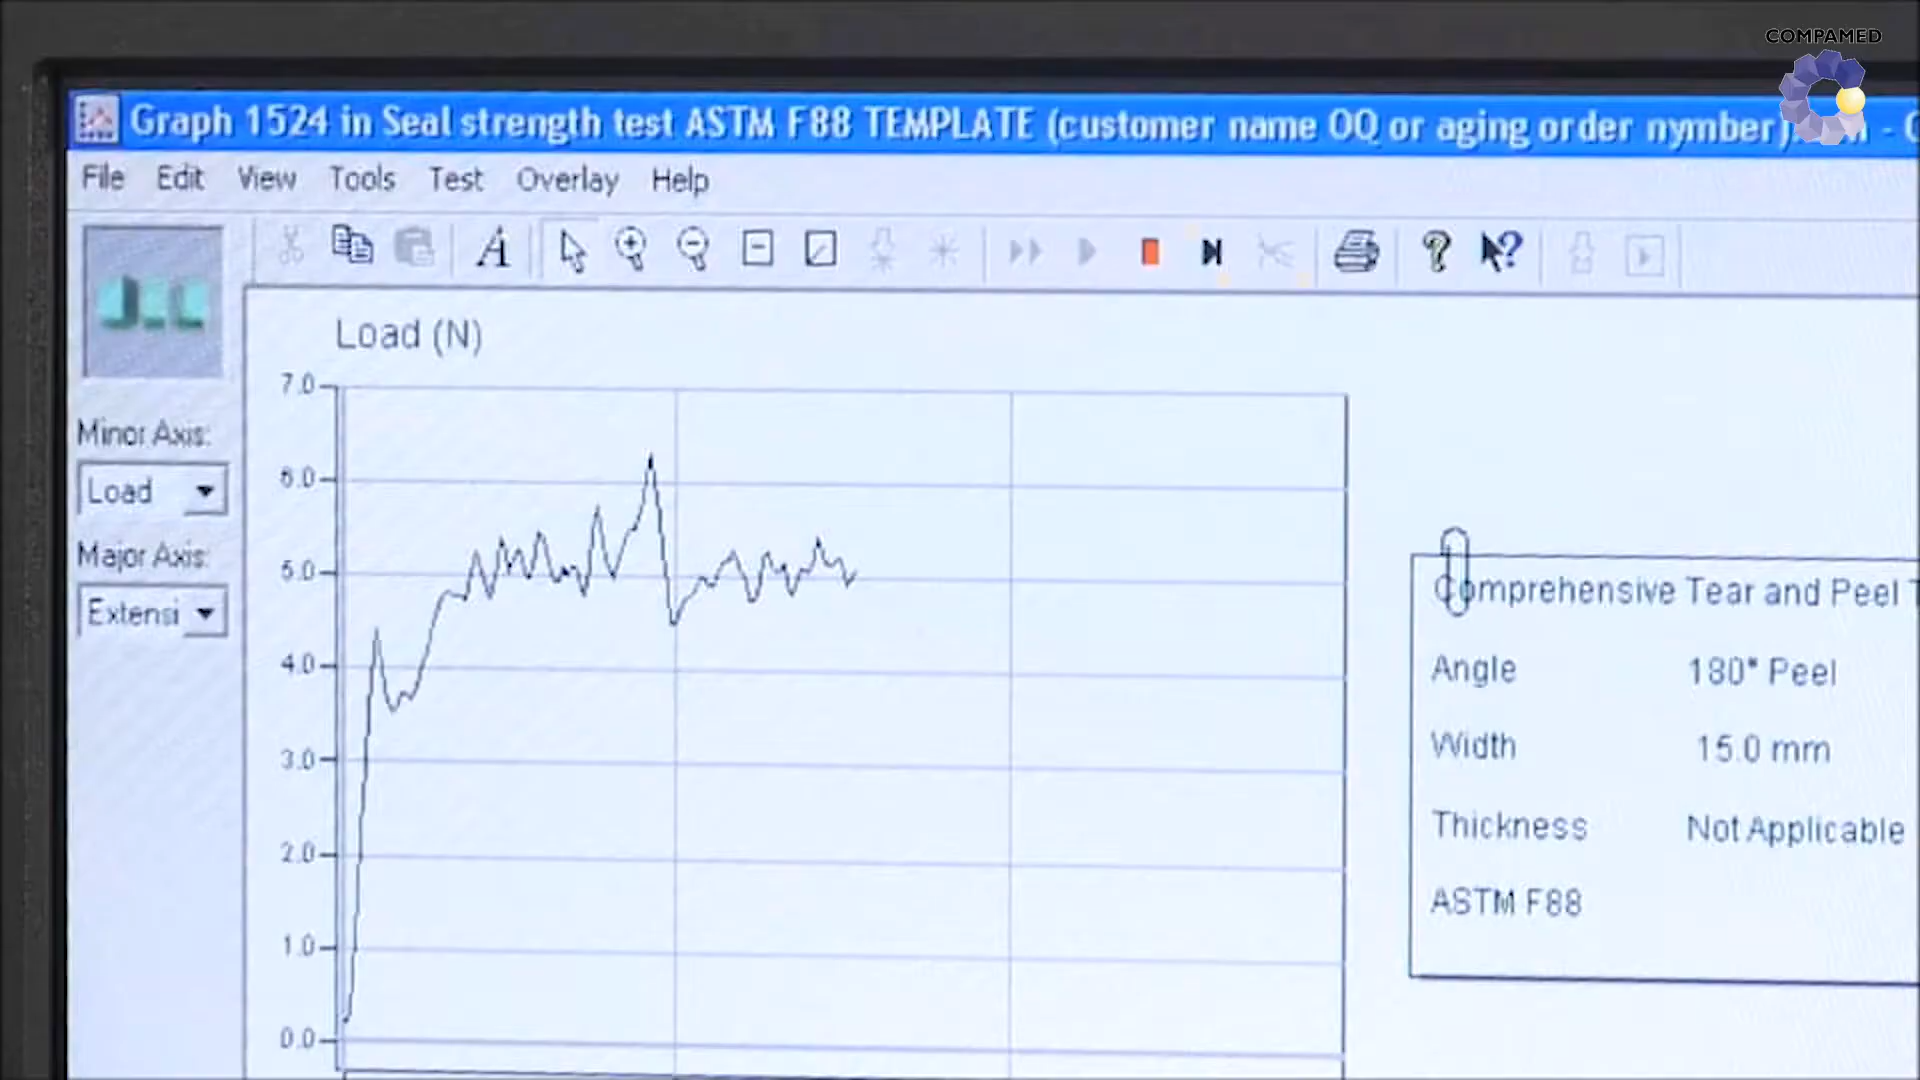 COMPAMED
Graph 1524 in Seal strength test ASTM F88 TEMPLATE (customer name OQ or aging order nymber)
File Edit View Tools Test Overlay Help
Load (N)
7.0
6.0
5.0
4.0
3.0
2.0
1.0
0.0
Minor Axis:
Load
Major Axis:
Extensi
Comprehensive Tear and Peel T
Angle 180° Peel
Width 15.0 mm
Thickness Not Applicable
ASTM F88